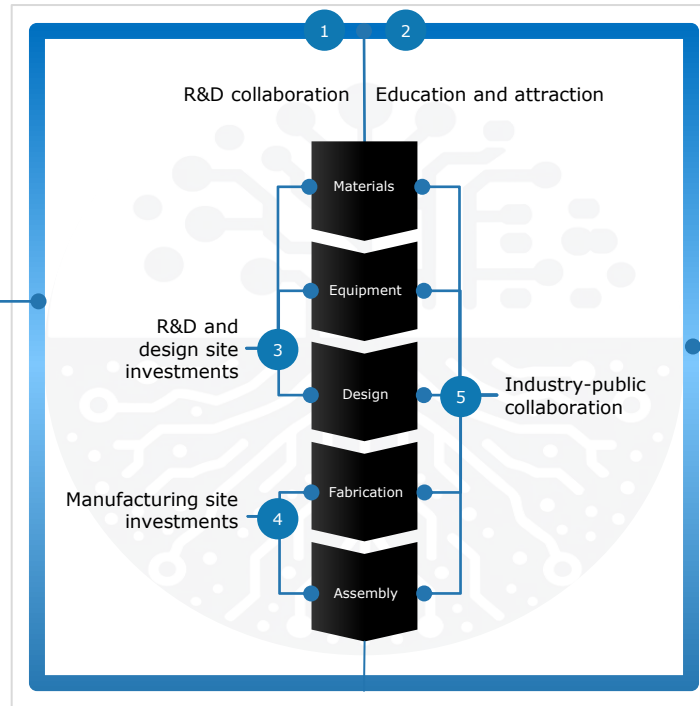 1
2
R&D collaboration
Education and attraction
Materials
Equipment
R&D and
design site
investments
3
Design
5
Industry-public
collaboration
Fabrication
Manufacturing site
investments
4
Assembly